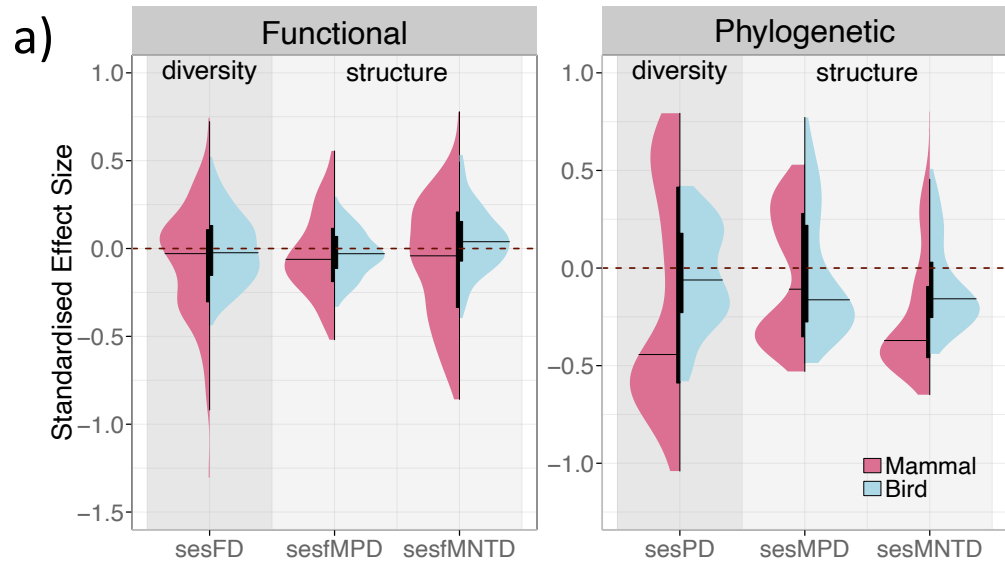 a)
Functional
Phylogenetic
diversity structure
diversity structure
Standardised Effect Size
1.0
0.5
0.0
−0.5
−1.0
−1.5
1.0
0.5
0.0
−0.5
−1.0
Mammal
Bird
sesFD sesfMPD sesfMNTD
sesPD sesMPD sesMNTD